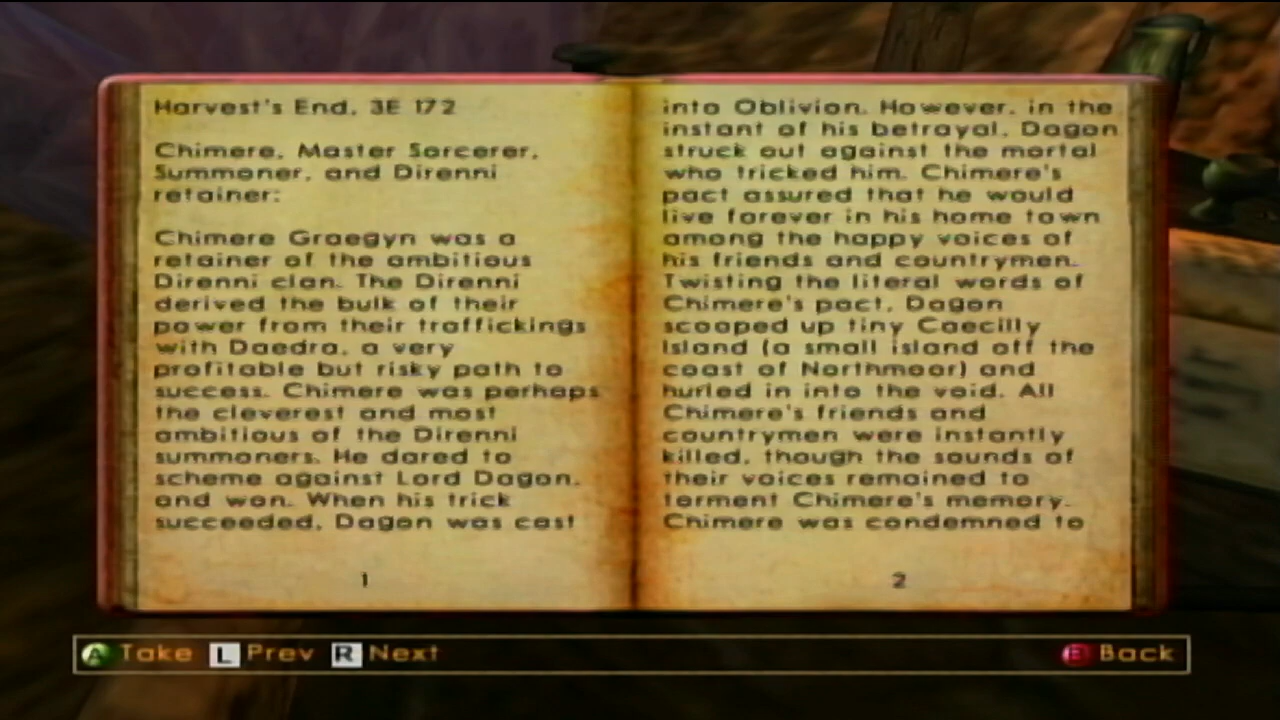 Harvest's End, 3E 172
Chimere, Master Sorcerer,
Summoner, and Direnni
retainer:
Chimere Graegyn was a
retainer of the ambitious
Direnni clan. The Direnni
derived the bulk of their
power from their traffickings
with Daedra, a very
profitable but risky path to
success. Chimere was perhaps
the cleverest and most
ambitious of the Direnni
summoners. He dared to
scheme against Lord Dagon,
and won. When his trick
succeeded, Dagon was cast
1
into Oblivion. However, in the
instant of his betrayal, Dagon
struck out against the mortal
who tricked him. Chimere's
pact assured that he would
live forever in his home town
among the happy voices of
his friends and countrymen.
Twisting the literal words of
Chimere's pact, Dagon
scooped up tiny Caecilly
Island (a small island off the
coast of Northmoor) and
hurled in into the void. All
Chimere's friends and
countrymen were instantly
killed, though the sounds of
their voices remained to
torment Chimere's memory.
Chimere was condemned to
2
A Take L Prev R Next B Back